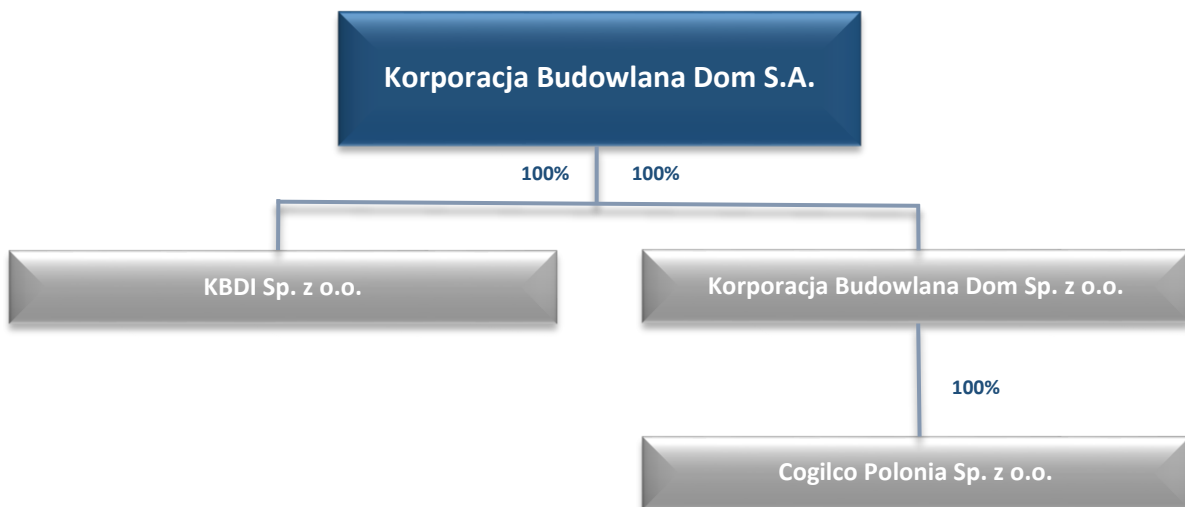 Korporacja Budowlana Dom S.A.
100% 100%
KBDI Sp. z o.o.
Korporacja Budowlana Dom Sp. z o.o.
100%
Cogilco Polonia Sp. z o.o.